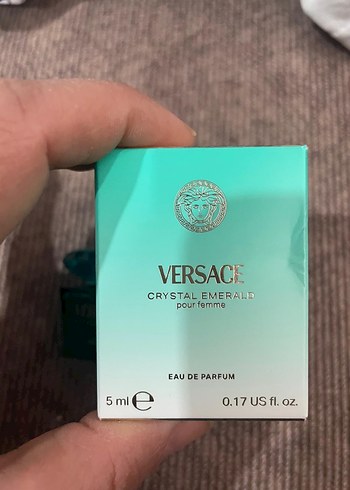 VERSACE
CRYSTAL EMERALD
pour femme
EAU DE PARFUM
5 ml ℮ 0.17 US fl. oz.